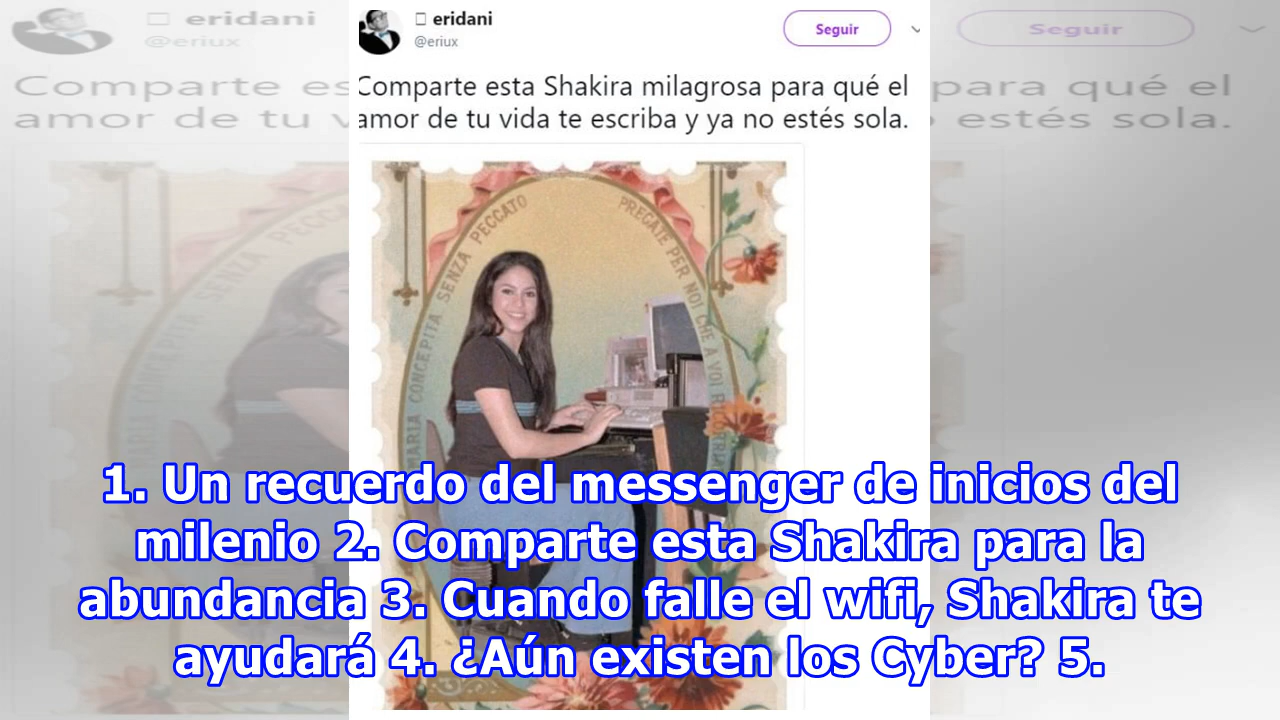 eridani
@eriux
Seguir
Comparte esta Shakira milagrosa para qué el
amor de tu vida te escriba y ya no estés sola.
MARIA CONCEPITA SENZA PECCATO
PREGATE PER NOI CHE A VOI
1. Un recuerdo del messenger de inicios del
milenio 2. Comparte esta Shakira para la
abundancia 3. Cuando falle el wifi, Shakira te
ayudará 4. ¿Aún existen los Cyber? 5.